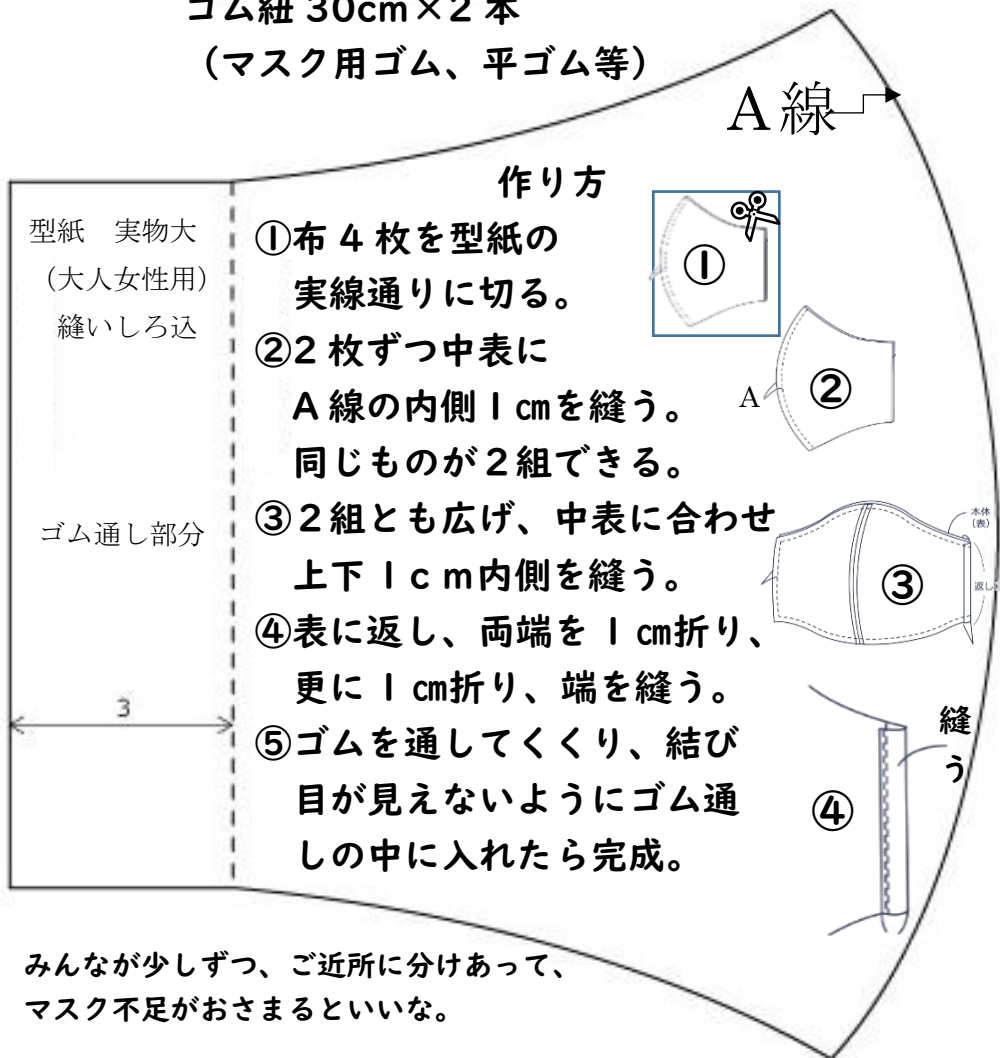 ゴム紐 30cm×2 本
（マスク用ゴム、平ゴム等）
A線
型紙　実物大
（大人女性用）
縫いしろ込
ゴム通し部分
3
作り方
①布 4 枚を型紙の
実線通りに切る。
②2 枚ずつ中表に
A 線の内側 1 ㎝を縫う。
同じものが２組できる。
③２組とも広げ、中表に合わせ
上下 1ｃｍ内側を縫う。
④表に返し、両端を 1 ㎝折り、
更に 1 ㎝折り、端を縫う。
⑤ゴムを通してくくり、結び
目が見えないようにゴム通
しの中に入れたら完成。
①
A
②
本体
（表）
返し
③
縫
う
④
みんなが少しずつ、ご近所に分けあって、
マスク不足がおさまるといいな。